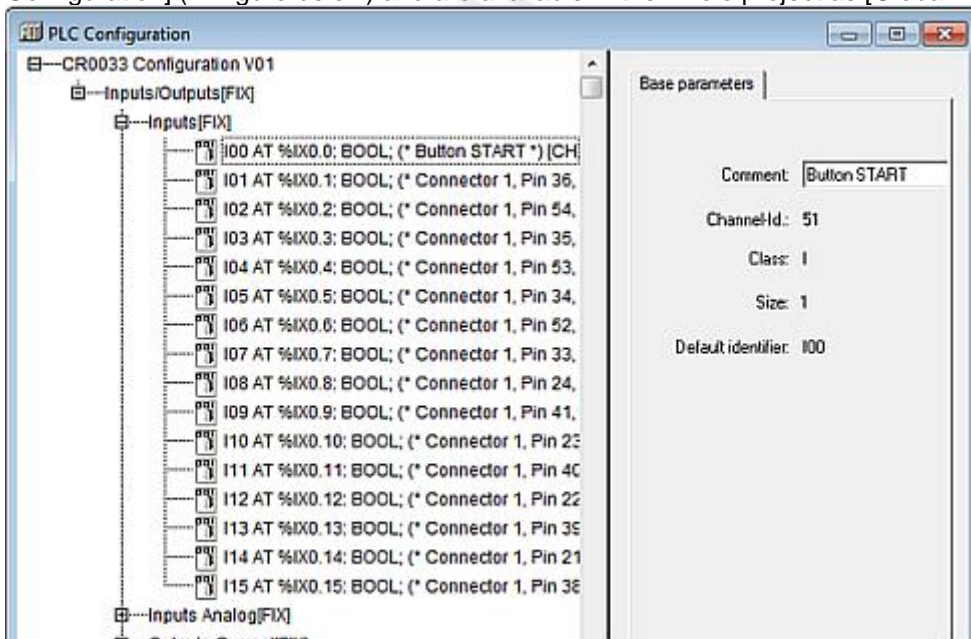 PLC Configuration
CR0033 Configuration V01
Inputs/Outputs[FIX]
Inputs[FIX]
I00 AT %IX0.0: BOOL; (* Button START *) [CH
I01 AT %IX0.1: BOOL; (* Connector 1, Pin 36,
I02 AT %IX0.2: BOOL; (* Connector 1, Pin 54,
I03 AT %IX0.3: BOOL; (* Connector 1, Pin 35,
I04 AT %IX0.4: BOOL; (* Connector 1, Pin 53,
I05 AT %IX0.5: BOOL; (* Connector 1, Pin 34,
I06 AT %IX0.6: BOOL; (* Connector 1, Pin 52,
I07 AT %IX0.7: BOOL; (* Connector 1, Pin 33,
I08 AT %IX0.8: BOOL; (* Connector 1, Pin 24,
I09 AT %IX0.9: BOOL; (* Connector 1, Pin 41,
I10 AT %IX0.10: BOOL; (* Connector 1, Pin 23
I11 AT %IX0.11: BOOL; (* Connector 1, Pin 40
I12 AT %IX0.12: BOOL; (* Connector 1, Pin 22
I13 AT %IX0.13: BOOL; (* Connector 1, Pin 39
I14 AT %IX0.14: BOOL; (* Connector 1, Pin 21
I15 AT %IX0.15: BOOL; (* Connector 1, Pin 38
Inputs Analog[FIX]
Base parameters
Comment: Button START
Channel-Id.: 51
Class: I
Size: 1
Default identifier: I00